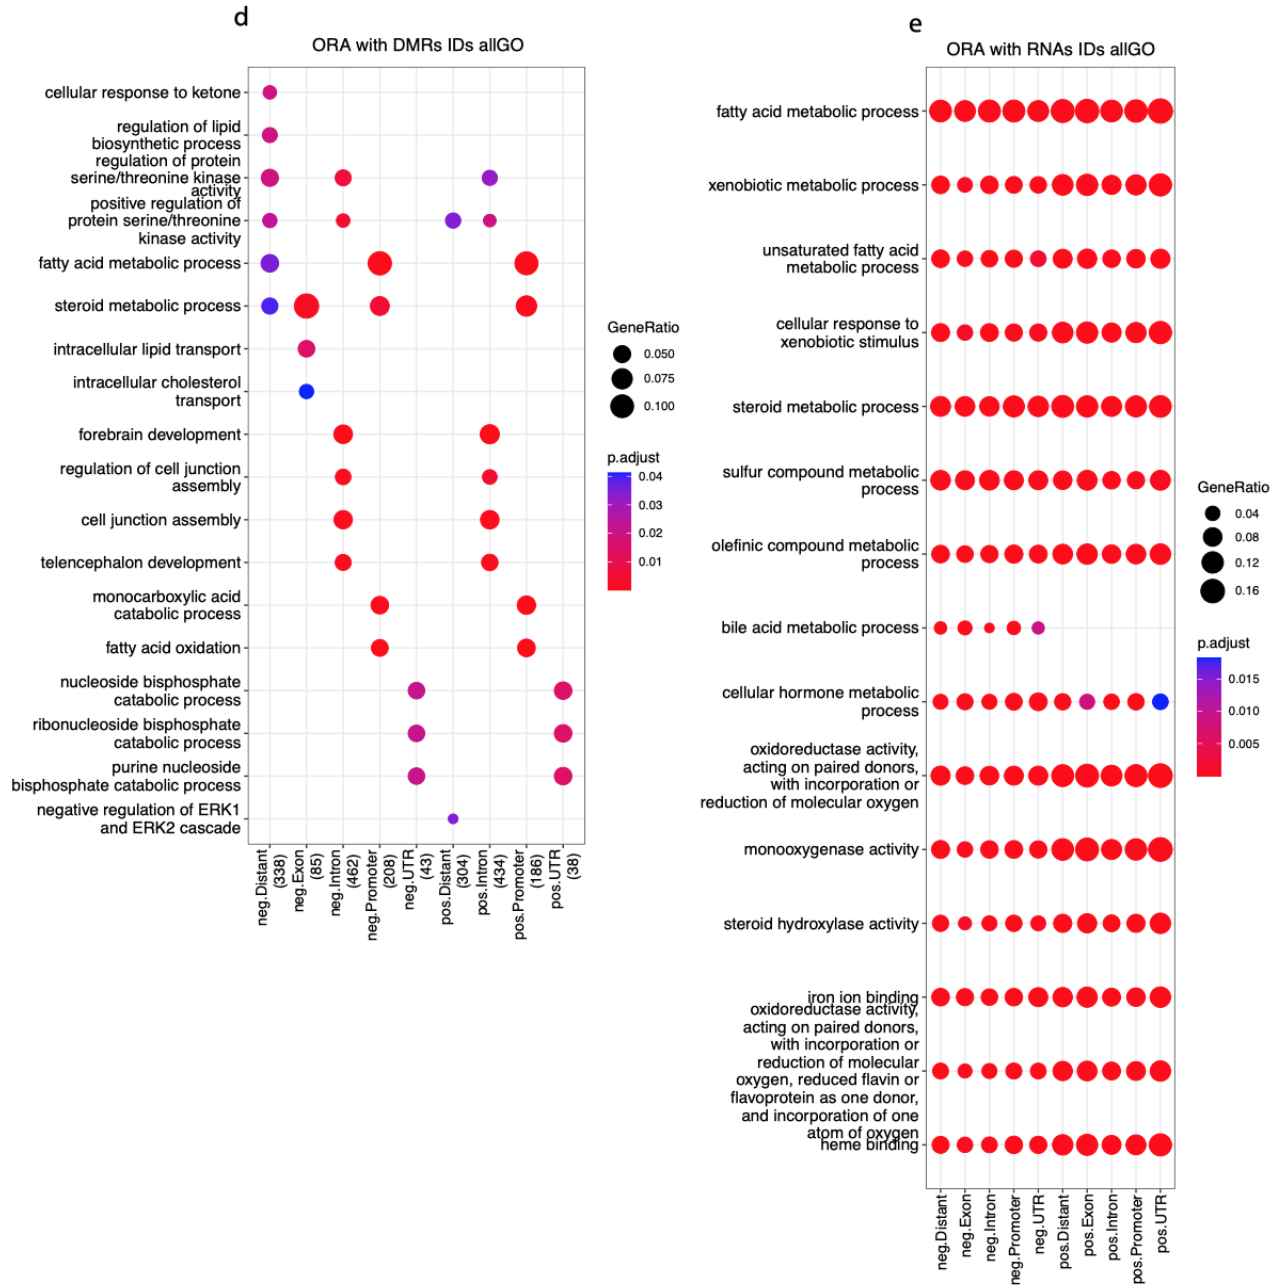 d
ORA with DMRs IDs allGO
cellular response to ketone
regulation of lipid
biosynthetic process
regulation of protein
serine/threonine kinase
activity
positive regulation of
protein serine/threonine
kinase activity
fatty acid metabolic process
steroid metabolic process
intracellular lipid transport
intracellular cholesterol
transport
forebrain development
regulation of cell junction
assembly
cell junction assembly
telencephalon development
monocarboxylic acid
catabolic process
fatty acid oxidation
nucleoside bisphosphate
catabolic process
ribonucleoside bisphosphate
catabolic process
purine nucleoside
bisphosphate catabolic process
negative regulation of ERK1
and ERK2 cascade
neg.Distant
(338)
neg.Exon
(85)
neg.Intron
(462)
neg.Promoter
(208)
neg.UTR
(43)
pos.Distant
(304)
pos.Intron
(434)
pos.Promoter
(186)
pos.UTR
(38)
GeneRatio
0.050
0.075
0.100
p.adjust
0.04
0.03
0.02
0.01
e
ORA with RNAs IDs allGO
fatty acid metabolic process
xenobiotic metabolic process
unsaturated fatty acid
metabolic process
cellular response to
xenobiotic stimulus
steroid metabolic process
sulfur compound metabolic
process
olefinic compound metabolic
process
bile acid metabolic process
cellular hormone metabolic
process
oxidoreductase activity,
acting on paired donors,
with incorporation or
reduction of molecular oxygen
monooxygenase activity
steroid hydroxylase activity
iron ion binding
oxidoreductase activity,
acting on paired donors,
with incorporation or
reduction of molecular
oxygen, reduced flavin or
flavoprotein as one donor,
and incorporation of one
atom of oxygen
heme binding
neg.Distant
neg.Exon
neg.Intron
neg.Promoter
neg.UTR
pos.Distant
pos.Exon
pos.Intron
pos.Promoter
pos.UTR
GeneRatio
0.04
0.08
0.12
0.16
p.adjust
0.015
0.010
0.005